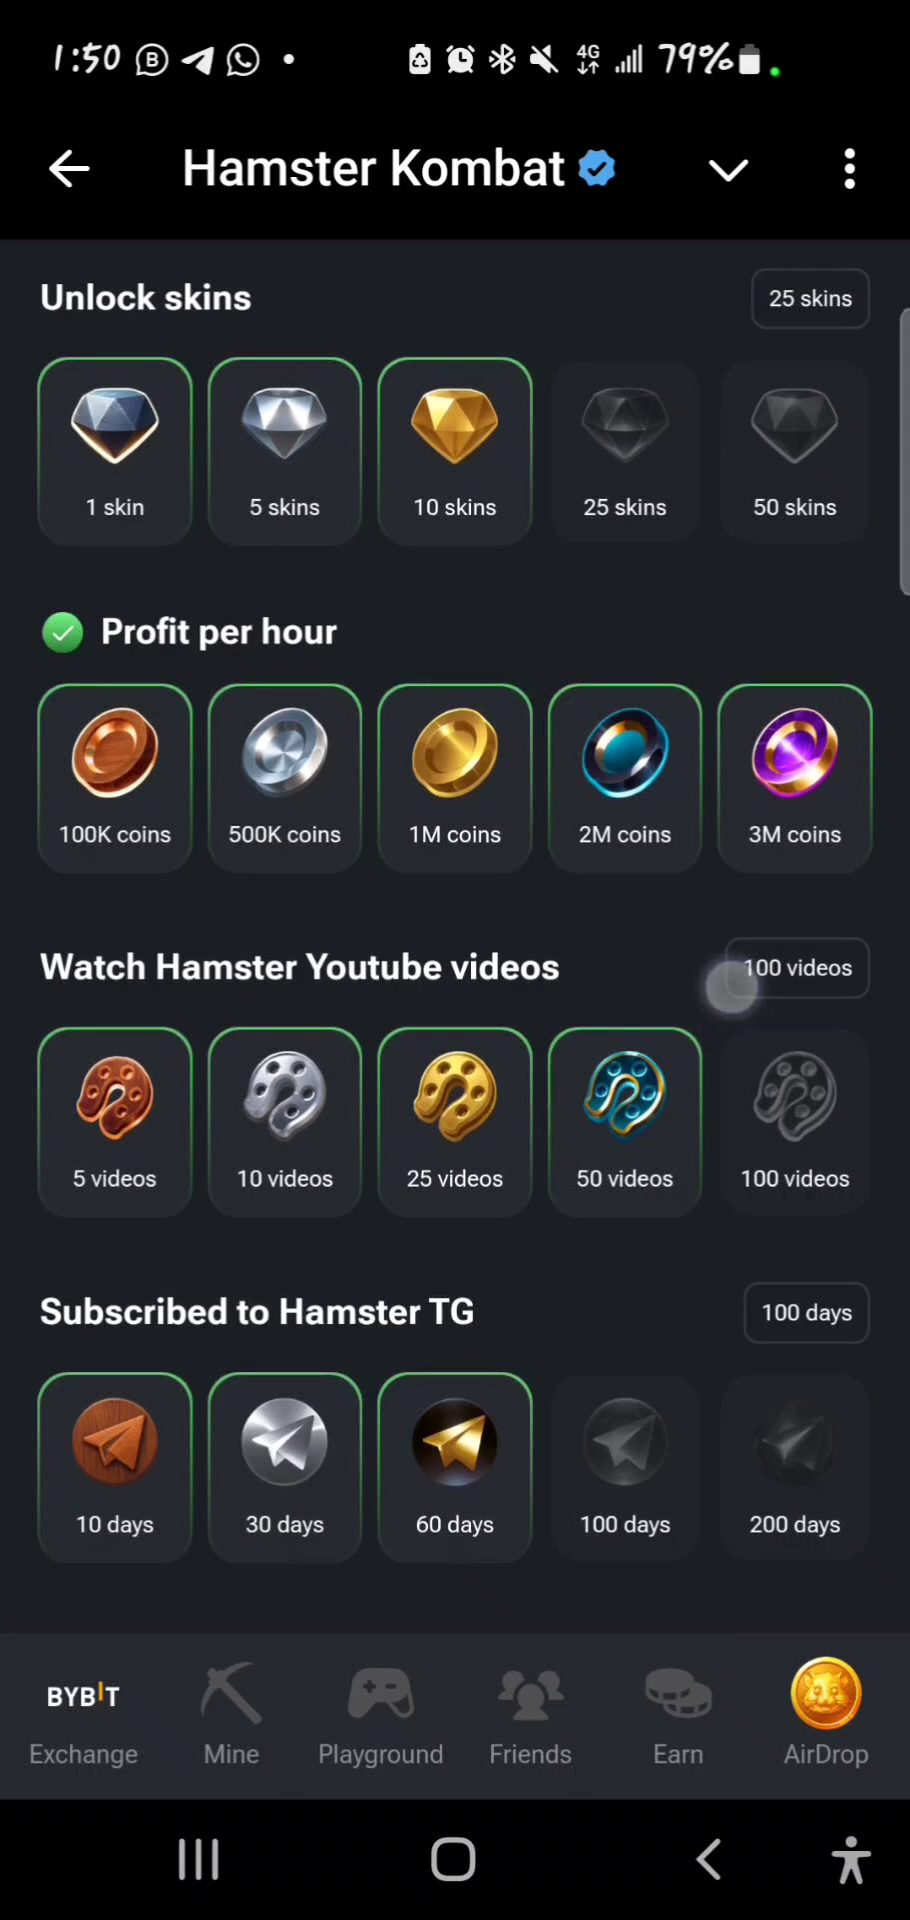 1:50 79%
4G
Hamster Kombat
Unlock skins
25 skins
1 skin 5 skins 10 skins 25 skins 50 skins
Profit per hour
100K coins 500K coins 1M coins 2M coins 3M coins
Watch Hamster Youtube videos
100 videos
5 videos 10 videos 25 videos 50 videos 100 videos
Subscribed to Hamster TG
100 days
10 days 30 days 60 days 100 days 200 days
BYBIT
Exchange Mine Playground Friends Earn AirDrop